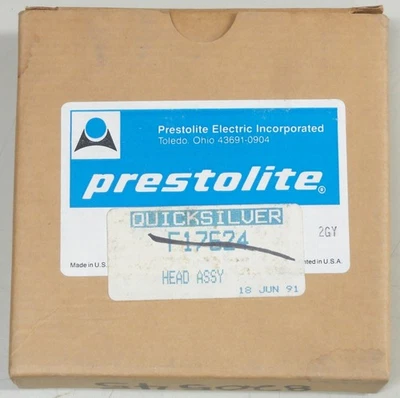 Prestolite Electric Incorporated
Toledo, Ohio 43691-0904
prestolite®
QUICKSILVER
F17624
2GY
HEAD ASSY
Made in U.S.
Printed in U.S.A.
18 JUN 91